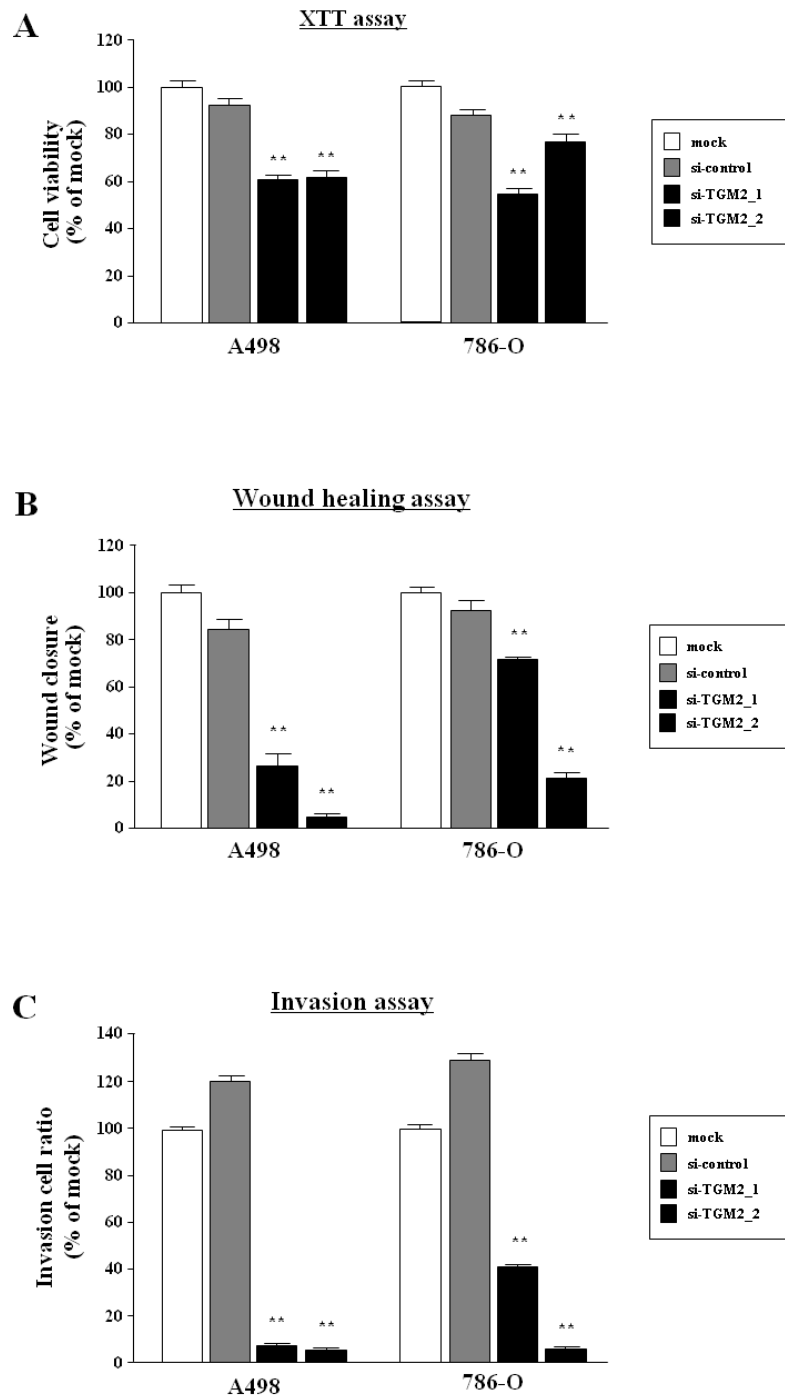 A
XTT assay
Cell viability
(% of mock)
120
100
80
60
40
20
0
** ** ** **
A498 786-O
mock
si-control
si-TGM2_1
si-TGM2_2
B
Wound healing assay
Wound closure
(% of mock)
120
100
80
60
40
20
0
** ** ** **
A498 786-O
mock
si-control
si-TGM2_1
si-TGM2_2
C
Invasion assay
Invasion cell ratio
(% of mock)
140
120
100
80
60
40
20
0
** ** ** **
A498 786-O
mock
si-control
si-TGM2_1
si-TGM2_2